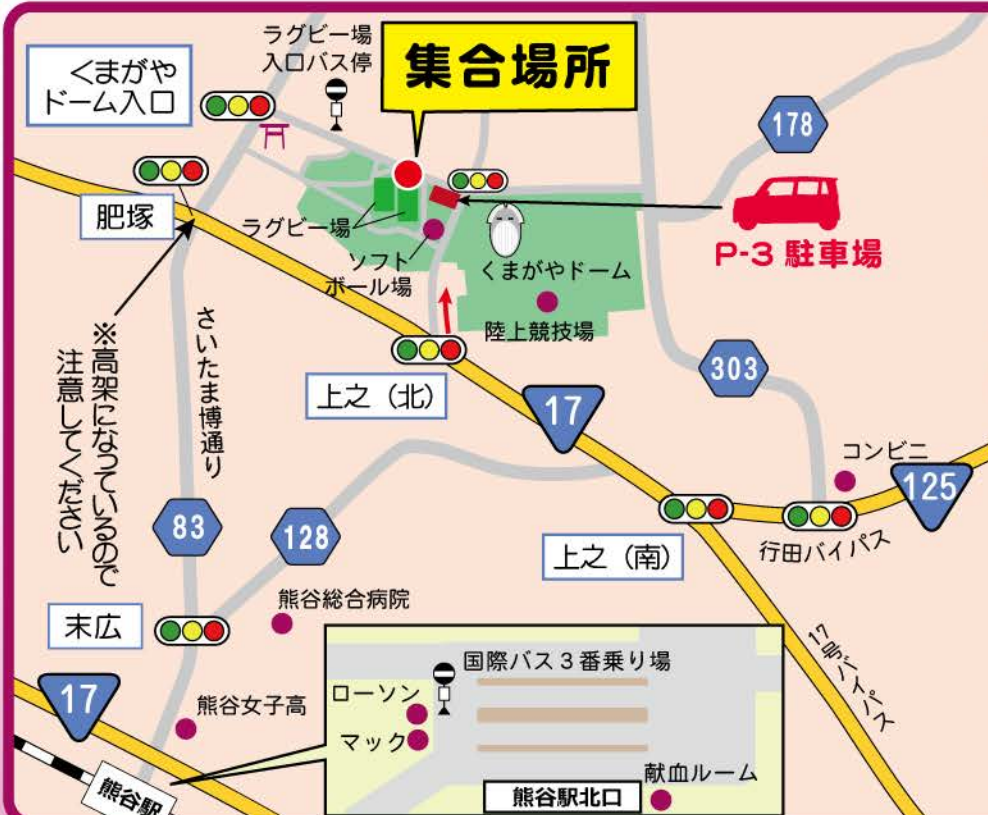 ラグビー場
入口バス停
集合場所
くまがや
ドーム入口
178
肥塚
ラグビー場
ソフト
ボール場
くまがやドーム
P-3 駐車場
陸上競技場
※高架になっているので
注意してください
さいたま博通り
上之（北）
17
303
コンビニ
125
83
128
上之（南）
行田バイパス
熊谷総合病院
末広
17号バイパス
国際バス3番乗り場
17
熊谷女子高
ローソン
マック
献血ルーム
熊谷駅
熊谷駅北口